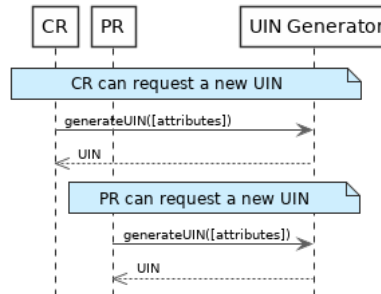 CR PR UIN Generator
CR can request a new UIN
generateUIN([attributes])
UIN
PR can request a new UIN
generateUIN([attributes])
UIN